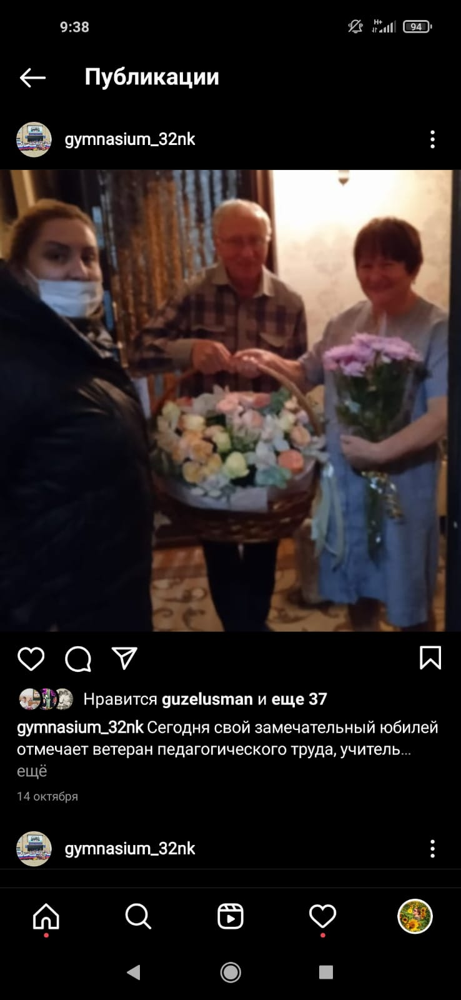 9:38
H+
94
Публикации
gymnasium_32nk
Нравится guzelusman и еще 37
gymnasium_32nk Сегодня свой замечательный юбилей
отмечает ветеран педагогического труда, учитель...
ещё
14 октября
gymnasium_32nk